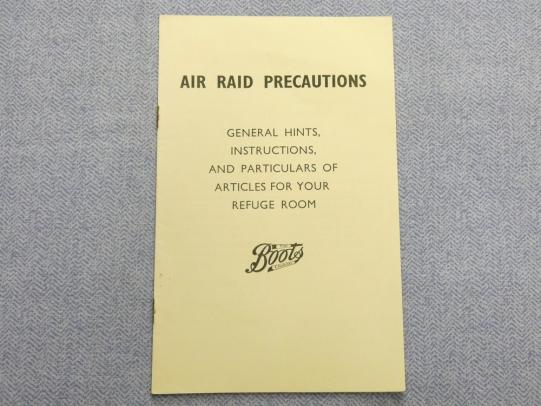 AIR RAID PRECAUTIONS
GENERAL HINTS,
INSTRUCTIONS,
AND PARTICULARS OF
ARTICLES FOR YOUR
REFUGE ROOM
Boots